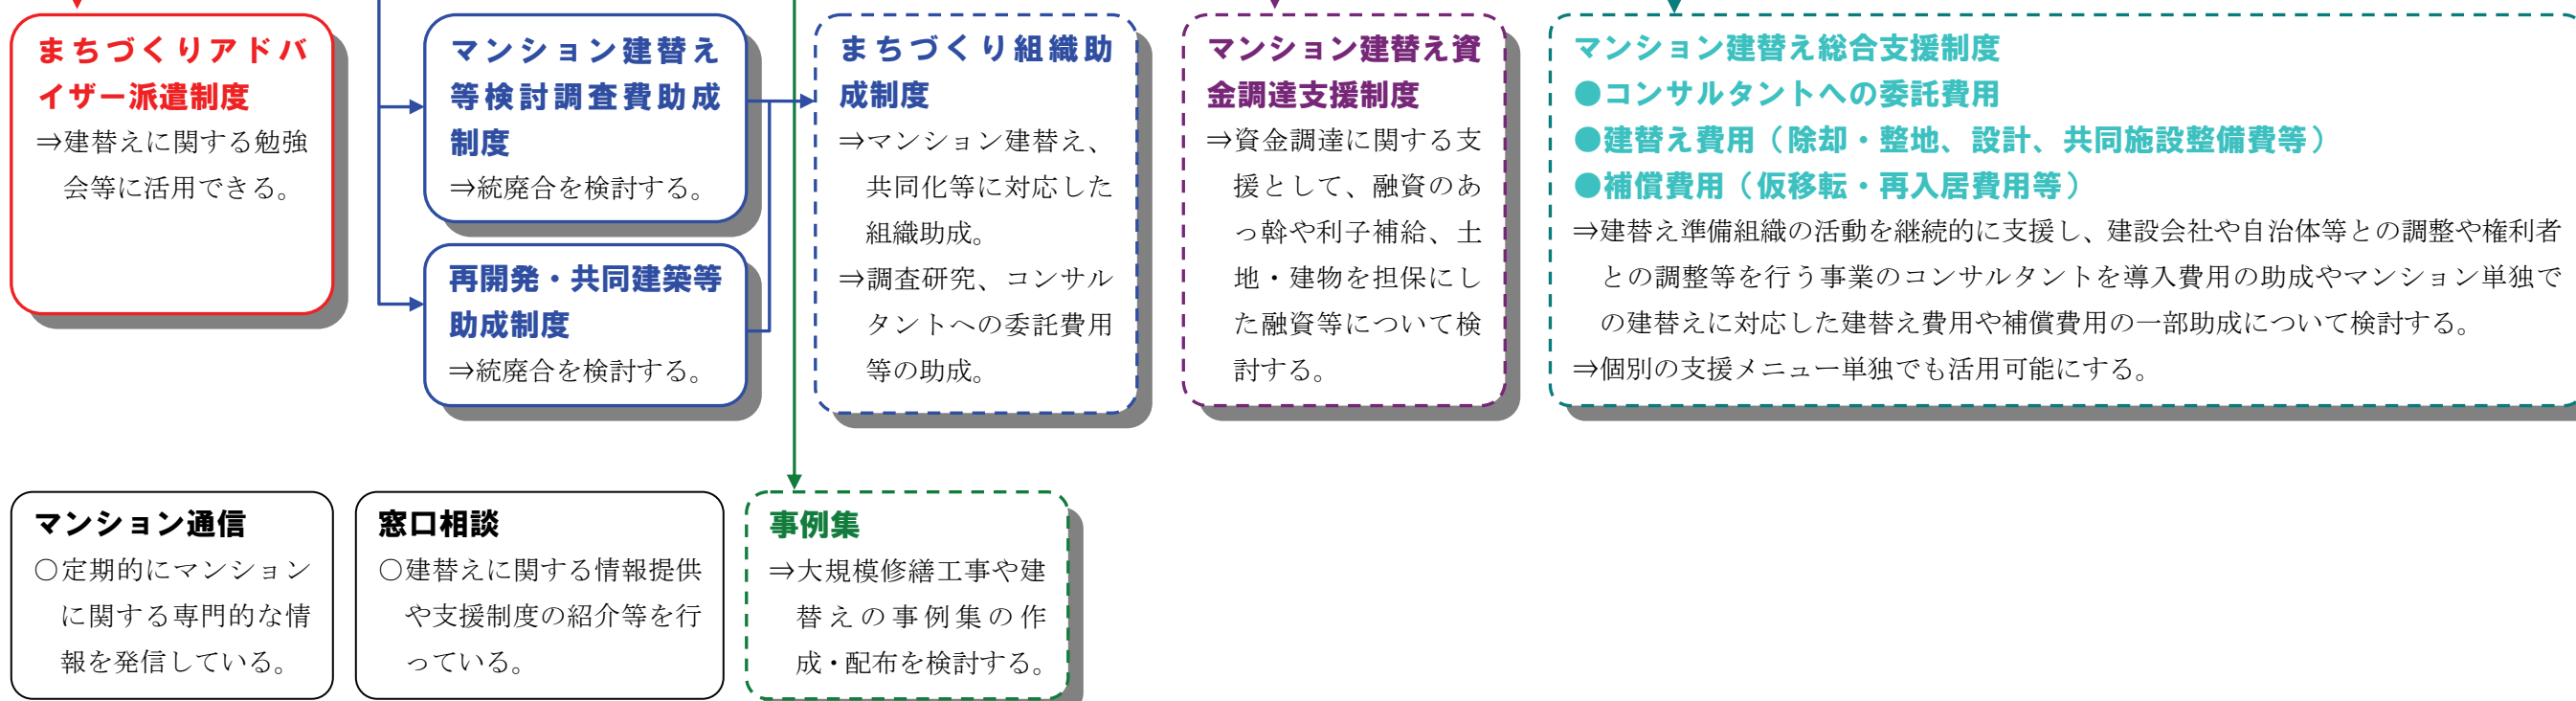 まちづくりアドバ
イザー派遣制度
⇒建替えに関する勉強
会等に活用できる。
マンション建替え
等検討調査費助成
制度
⇒統廃合を検討する。
再開発・共同建築等
助成制度
⇒統廃合を検討する。
まちづくり組織助
成制度
⇒マンション建替え、
共同化等に対応した
組織助成。
⇒調査研究、コンサル
タントへの委託費用
等の助成。
マンション建替え資
金調達支援制度
⇒資金調達に関する支
援として、融資のあ
っ斡や利子補給、土
地・建物を担保にし
た融資等について検
討する。
マンション建替え総合支援制度
●コンサルタントへの委託費用
●建替え費用（除却・整地、設計、共同施設整備費等）
●補償費用（仮移転・再入居費用等）
⇒建替え準備組織の活動を継続的に支援し、建設会社や自治体等との調整や権利者
との調整等を行う事業のコンサルタントを導入費用の助成やマンション単独で
の建替えに対応した建替え費用や補償費用の一部助成について検討する。
⇒個別の支援メニュー単独でも活用可能にする。
マンション通信
○定期的にマンション
に関する専門的な情
報を発信している。
窓口相談
○建替えに関する情報提供
や支援制度の紹介等を行
っている。
事例集
⇒大規模修繕工事や建
替えの事例集の作
成・配布を検討する。